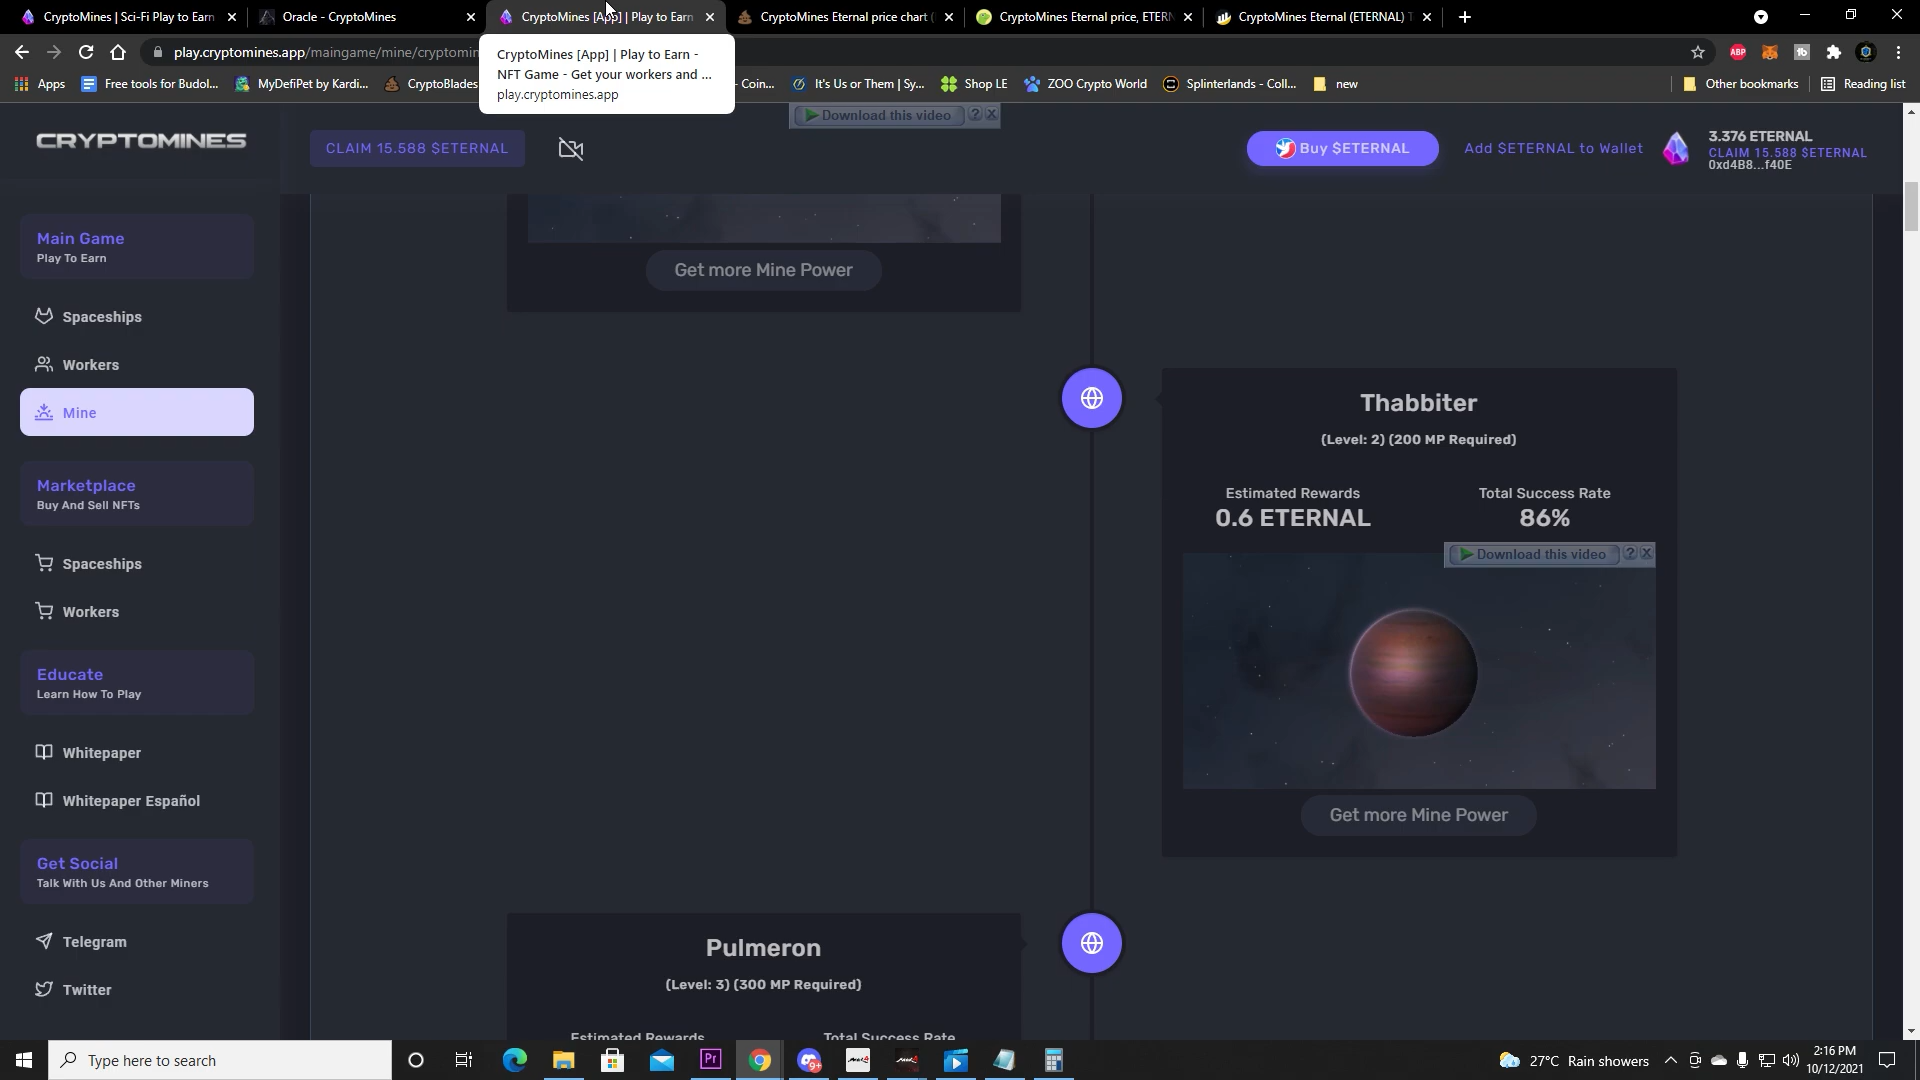 CryptoMines | Sci-Fi Play to Earn
Oracle - CryptoMines
CryptoMines [App] | Play to Earn
CryptoMines Eternal price chart
CryptoMines Eternal price, ETERN
CryptoMines Eternal (ETERNAL) T
play.cryptomines.app/maingame/mine/cryptomin
ABP
CryptoMines [App] | Play to Earn -
NFT Game - Get your workers and ...
play.cryptomines.app
Apps
Free tools for Budol...
MyDefiPet by Kardi...
CryptoBlades
- Coin...
It's Us or Them | Sy...
Shop LE
ZOO Crypto World
Splinterlands - Coll...
new
Other bookmarks
Reading list
CRYPTOMINES
CLAIM 15.588 $ETERNAL
Download this video
Buy $ETERNAL
Add $ETERNAL to Wallet
3.376 ETERNAL
CLAIM 15.588 $ETERNAL
0xd4B8...f40E
Main Game
Play To Earn
Spaceships
Workers
Mine
Marketplace
Buy And Sell NFTs
Spaceships
Workers
Educate
Learn How To Play
Whitepaper
Whitepaper Español
Get Social
Talk With Us And Other Miners
Telegram
Twitter
Get more Mine Power
Thabbiter
(Level: 2) (200 MP Required)
Estimated Rewards
0.6 ETERNAL
Total Success Rate
86%
Download this video
Get more Mine Power
Pulmeron
(Level: 3) (300 MP Required)
Estimated Rewards
Total Success Rate
Type here to search
Pr
9+
27°C Rain showers
2:16 PM
10/12/2021